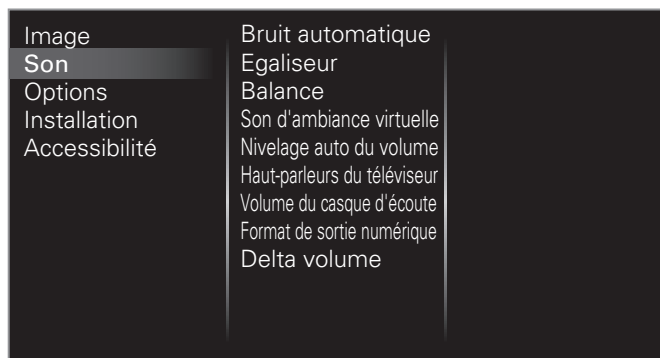 Image
Son
Options
Installation
Accessibilité
Bruit automatique
Egaliseur
Balance
Son d'ambiance virtuelle
Nivelage auto du volume
Haut-parleurs du téléviseur
Volume du casque d'écoute
Format de sortie numérique
Delta volume